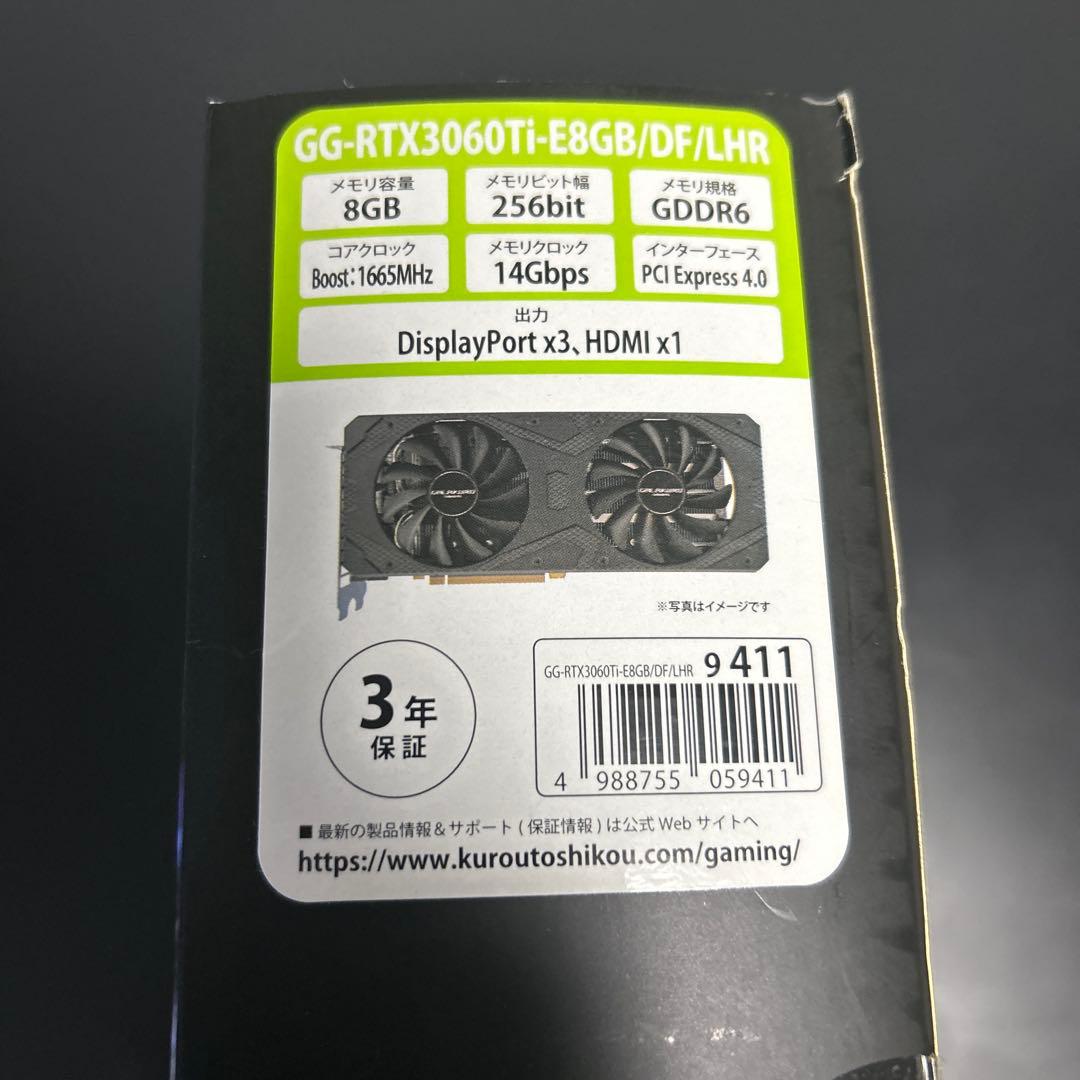 GG-RTX3060Ti-E8GB/DF/LHR
メモリ容量
8GB
メモリビット幅
256bit
メモリ規格
GDDR6
コアクロック
Boost:1665MHz
メモリクロック
14Gbps
インターフェース
PCI Express 4.0
出力
DisplayPort x3、HDMI x1
※写真はイメージです
3年
保証
GG-RTX3060Ti-E8GB/DF/LHR 9 411
4 988755 059411
■ 最新の製品情報&サポート(保証情報)は公式 Web サイトへ
https://www.kuroutoshikou.com/gaming/